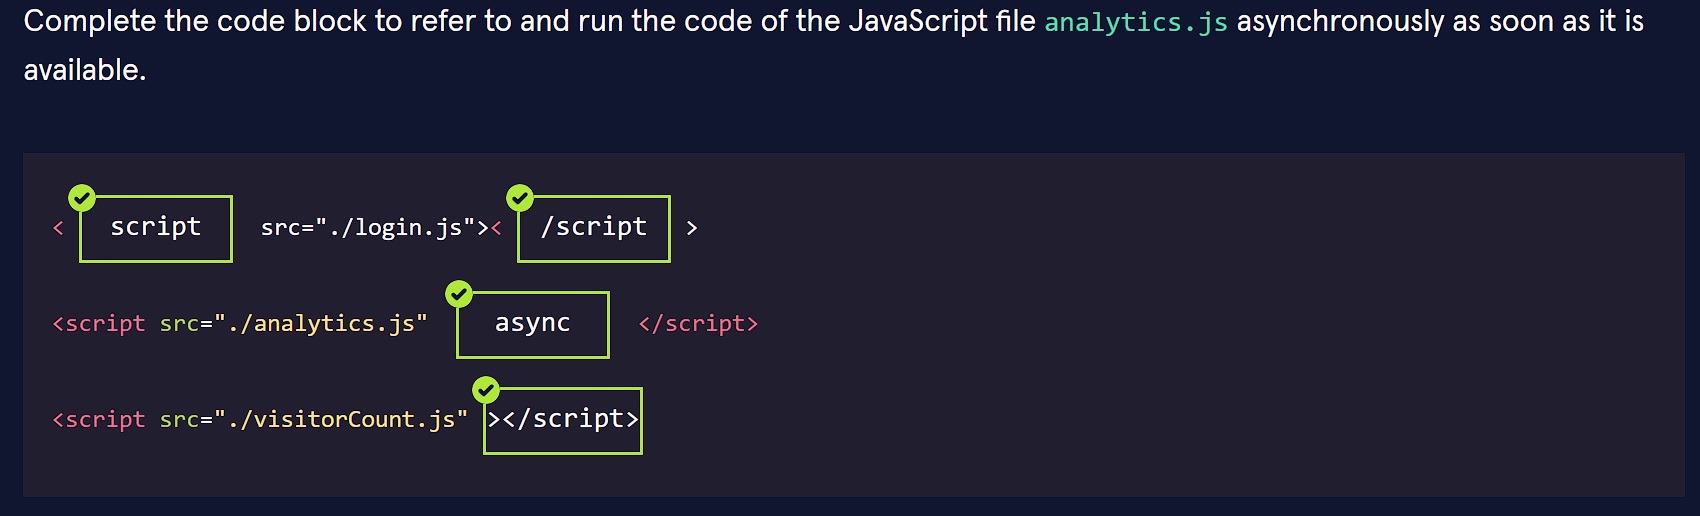 Complete the code block to refer to and run the code of the JavaScript file analytics.js asynchronously as soon as it is
available.
< script src="./login.js">< /script >
<script src="./analytics.js" async </script>
<script src="./visitorCount.js" ></script>